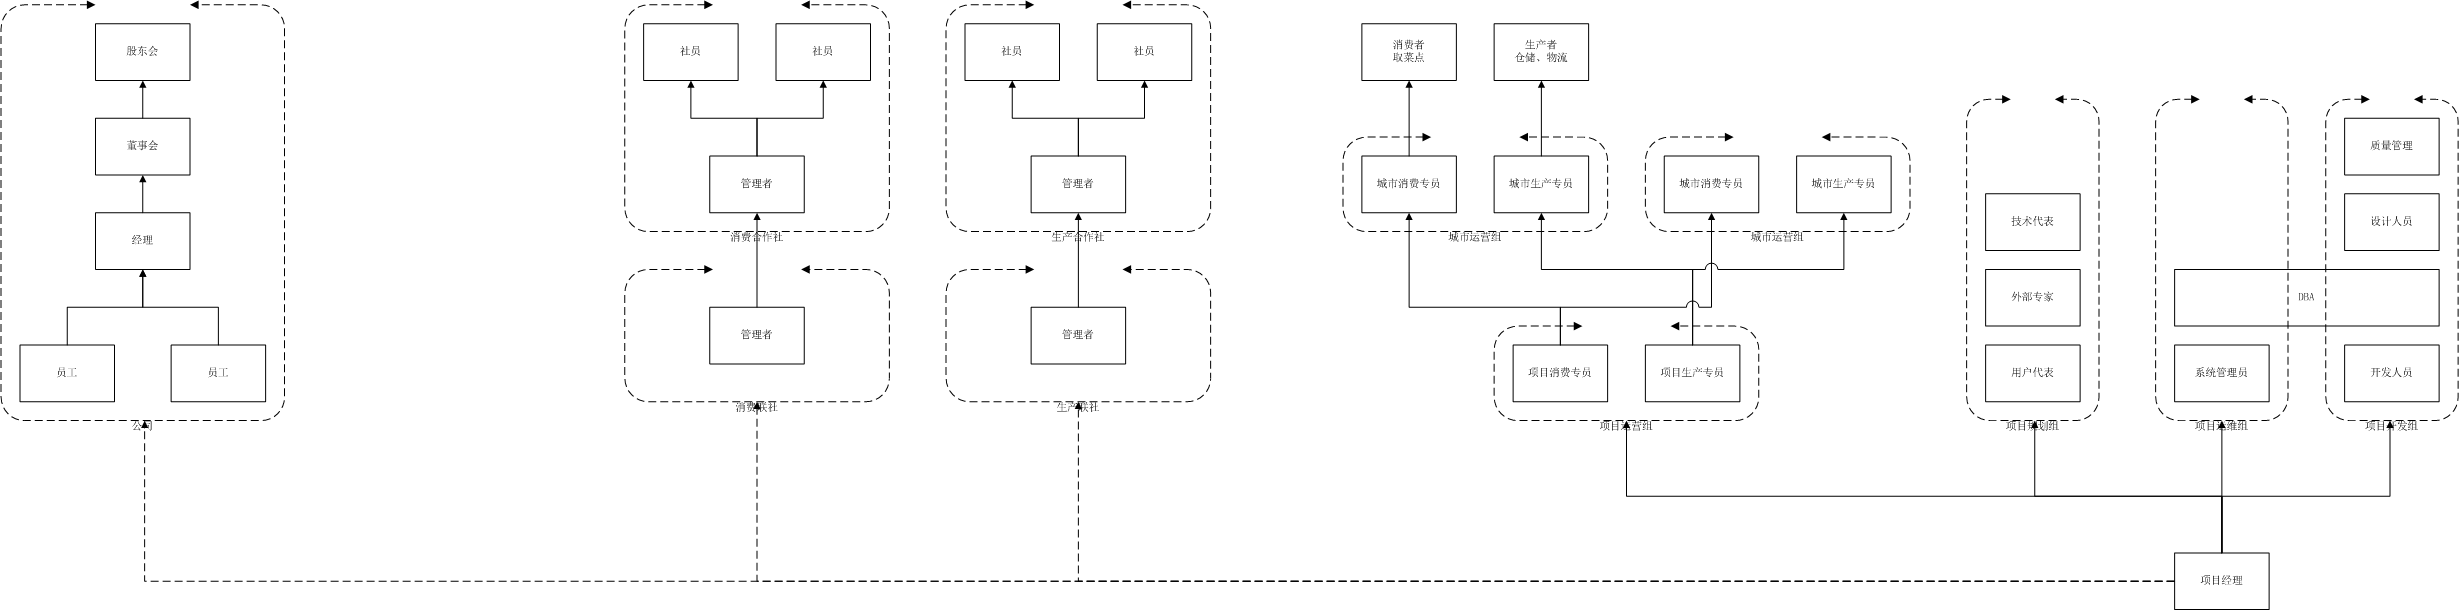 股东会
董事会
经理
员工
员工
公司
社员
社员
管理者
消费合作社
管理者
消费联社
社员
社员
管理者
生产合作社
管理者
生产联社
消费者
取菜点
生产者
仓储、物流
城市消费专员
城市生产专员
城市运营组
城市消费专员
城市生产专员
城市运营组
项目消费专员
项目生产专员
项目运营组
技术代表
外部专家
用户代表
项目规划组
DBA
系统管理员
项目运维组
质量管理
设计人员
开发人员
项目开发组
项目经理